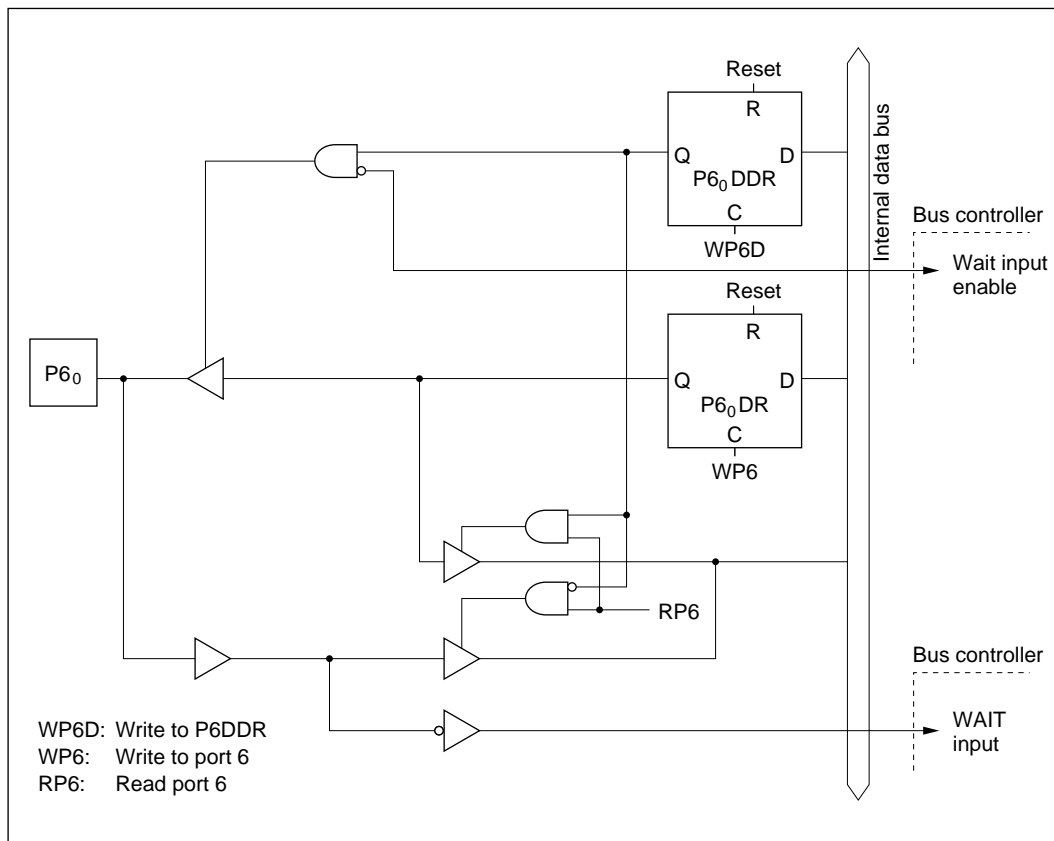 Reset
R
Q
D
P6₀DDR
C
WP6D
Internal data bus
Bus controller
Wait input
enable
Reset
R
P6₀
Q
D
P6₀DR
C
WP6
RP6
Bus controller
WAIT
input
WP6D: Write to P6DDR
WP6: Write to port 6
RP6: Read port 6